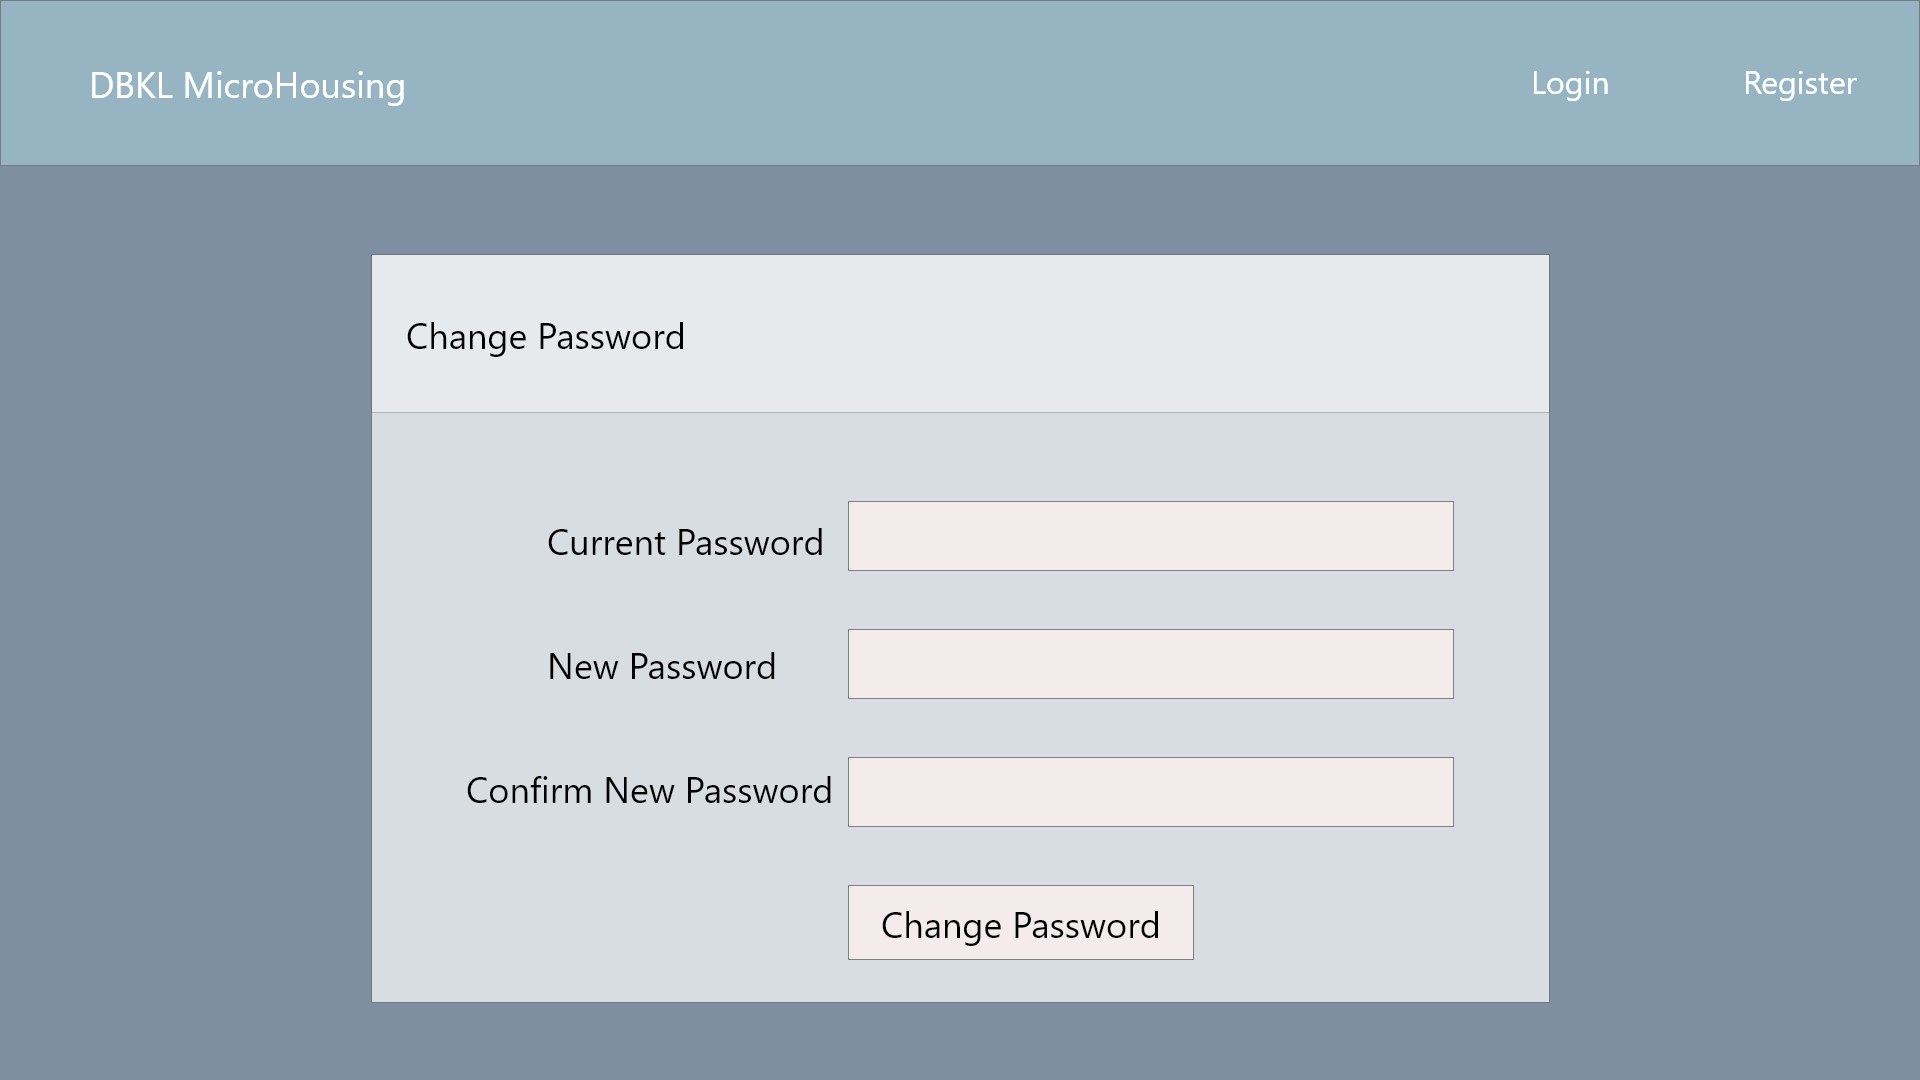 DBKL MicroHousing
Login
Register
Change Password
Current Password
New Password
Confirm New Password
Change Password